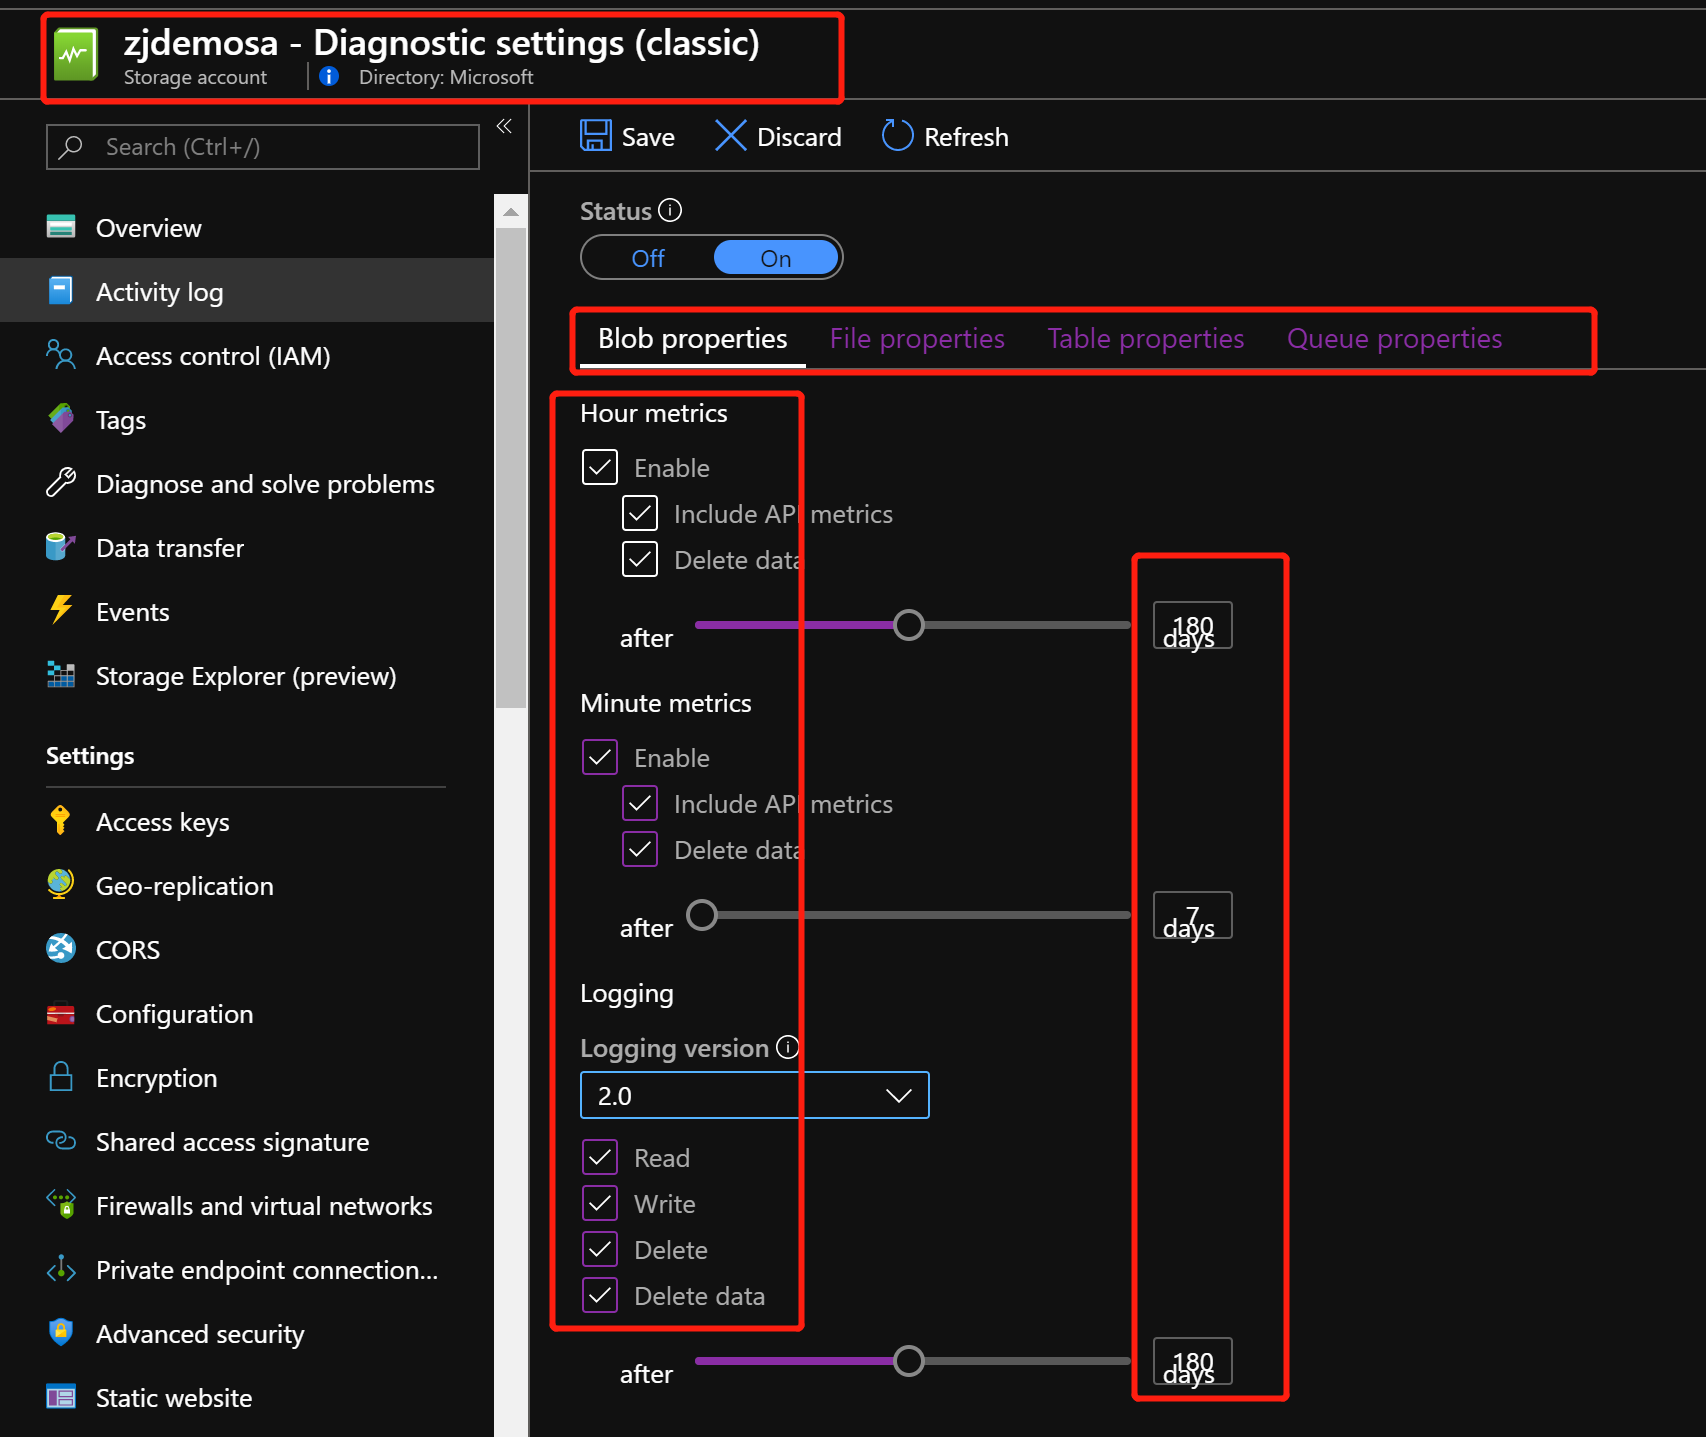 zjdemosa - Diagnostic settings (classic)
Storage account
Directory: Microsoft
Search (Ctrl+/)
Overview
Activity log
Access control (IAM)
Tags
Diagnose and solve problems
Data transfer
Events
Storage Explorer (preview)
Settings
Access keys
Geo-replication
CORS
Configuration
Encryption
Shared access signature
Firewalls and virtual networks
Private endpoint connection...
Advanced security
Static website
Save Discard Refresh
Status
Off On
Blob properties File properties Table properties Queue properties
Hour metrics
Enable
Include API metrics
Delete data
after 180 days
Minute metrics
Enable
Include API metrics
Delete data
after 7 days
Logging
Logging version
2.0
Read
Write
Delete
Delete data
after 180 days